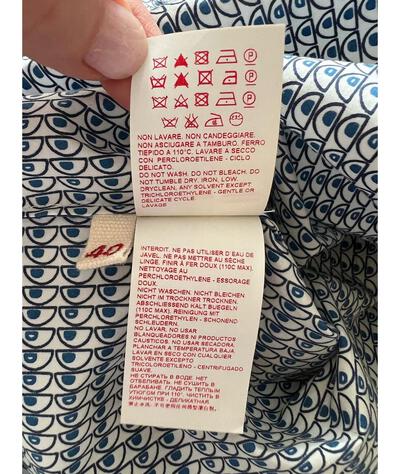 NON LAVARE. NON CANDEGGIARE.
NON ASCIUGARE A TAMBURO. FERRO
TIEPIDO A 110°C. LAVARE A SECCO
CON PERCLOROETILENE - CICLO
DELICATO.
DO NOT WASH. DO NOT BLEACH. DO
NOT TUMBLE DRY. IRON, LOW.
DRYCLEAN, ANY SOLVENT EXCEPT
TRICHLOROETHYLENE - GENTLE OR
DELICATE CYCLE.
LAVAGE
40
INTERDIT. NE PAS UTILISER D'EAU DE
JAVEL. NE PAS METTRE AU SÈCHE
LINGE. FINIR À FER DOUX (110C MAX).
NETTOYAGE AU
PERCHLOROETHYLENE - ESSORAGE
DOUX.
NICHT WASCHEN. NICHT BLEICHEN
NICHT IM TROCKNER TROCKNEN.
ABSCHLIESSEND KALT BUEGELN
(110C MAX). REINIGUNG MIT
PERCHLORETHYLEN - SCHONEND
SCHLEUDERN.
NO LAVAR. NO USAR
BLANQUEADORES NI PRODUCTOS
CAUSTICOS. NO USAR SECADORA
PLANCHAR A TEMPERATURA BAJA.
LAVAR EN SECO CON CUALQUIER
SOLVENTE EXCEPTO
TRICOLOROETILENO - CENTRIFUGADO
SUAVE.
НЕ СТИРАТЬ В ВОДЕ. НЕ
ОТБЕЛИВАТЬ. НЕ СУШИТЬ В
БАРАБАНЕ. ГЛАДИТЬ ТЕПЛЫМ
УТЮГОМ ПРИ 110°. ЧИСТКА -
ХИМЧИСТКЕ - ДЕЛИКАТНАЯ